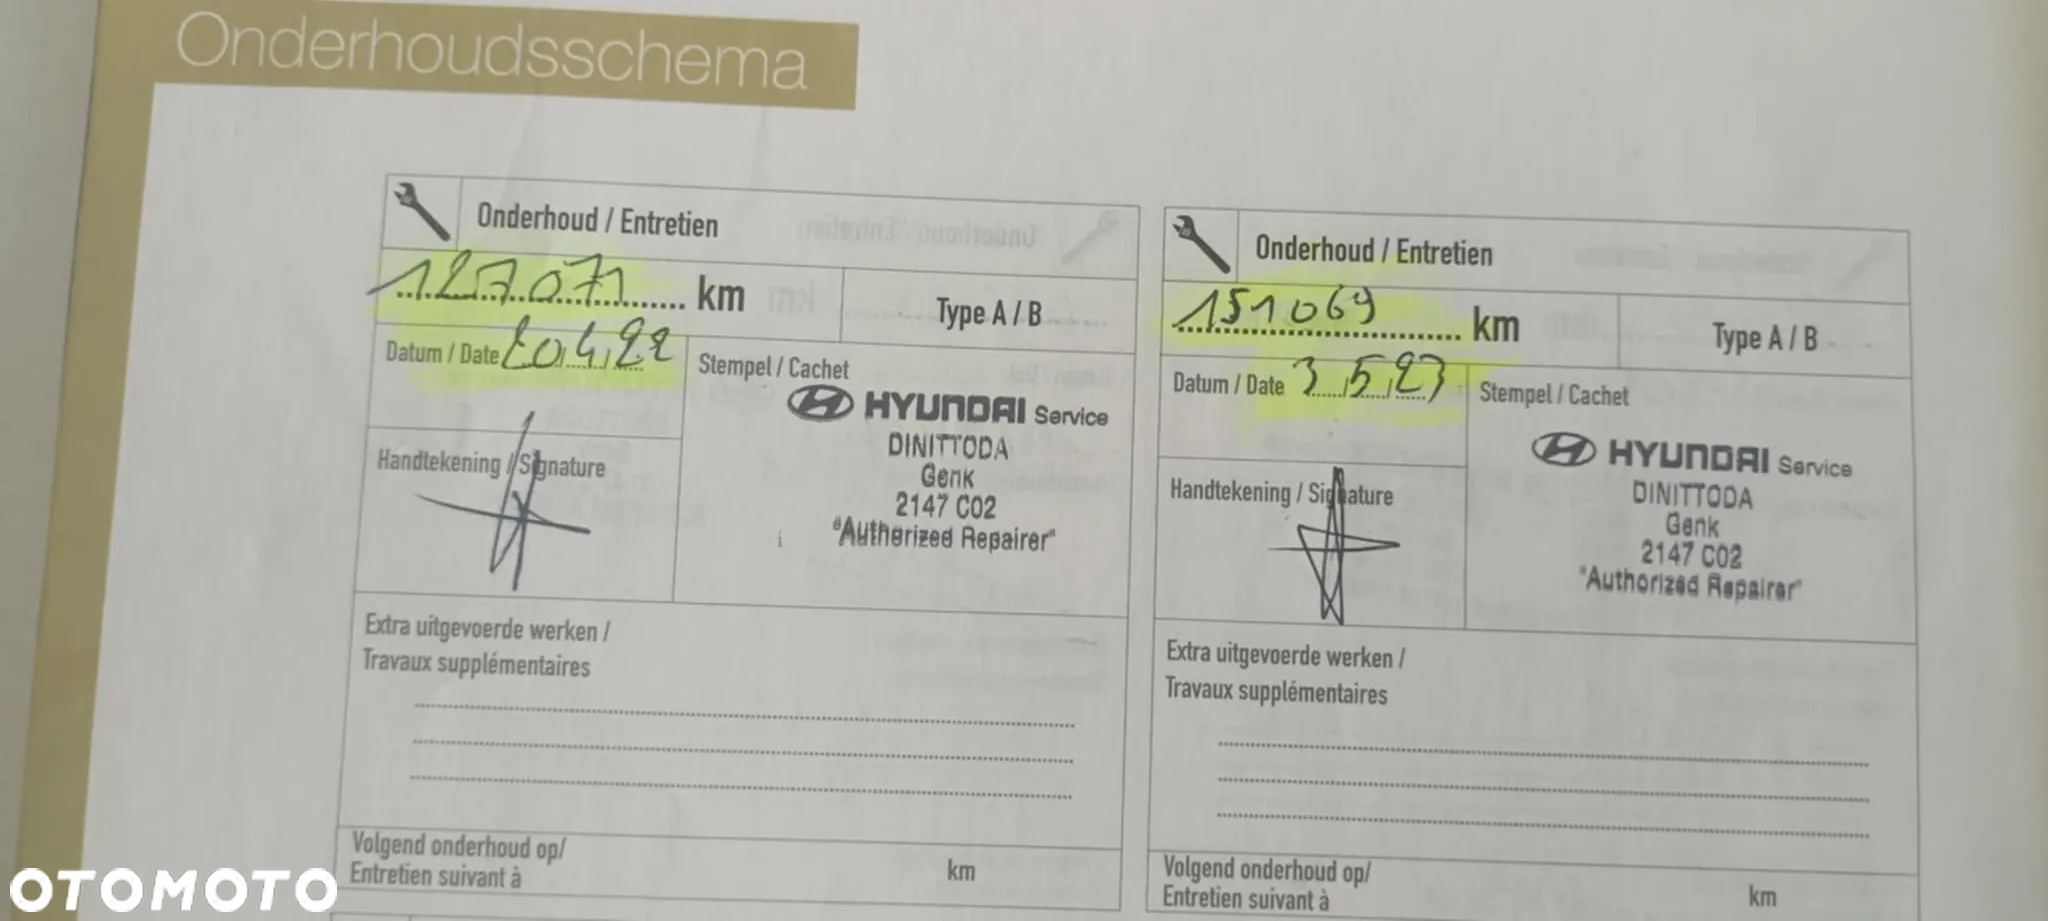 Onderhoudsschema
Onderhoud / Entretien
127071 km
Type A / B
Datum / Date 20.4.22
Stempel / Cachet
HYUNDAI Service
DINITTODA
Genk
2147 C02
"Authorized Repairer"
Handtekening / Signature
Extra uitgevoerde werken /
Travaux supplémentaires
Volgend onderhoud op/
Entretien suivant à km
Onderhoud / Entretien
151069 km
Type A / B
Datum / Date 3.5.23
Stempel / Cachet
HYUNDAI Service
DINITTODA
Genk
2147 C02
"Authorized Repairer"
Handtekening / Signature
Extra uitgevoerde werken /
Travaux supplémentaires
Volgend onderhoud op/
Entretien suivant à km
OTOMOTO